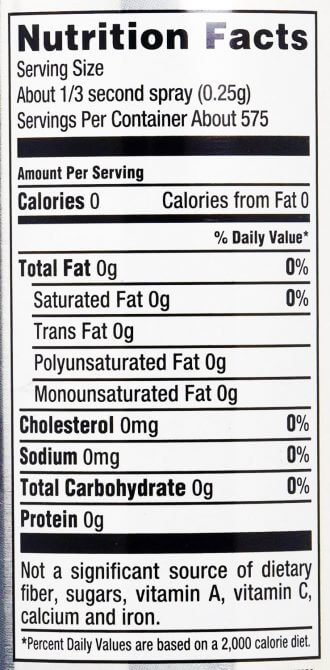 Nutrition Facts
Serving Size
About 1/3 second spray (0.25g)
Servings Per Container About 575
Amount Per Serving
Calories 0 Calories from Fat 0
% Daily Value*
Total Fat 0g 0%
Saturated Fat 0g 0%
Trans Fat 0g
Polyunsaturated Fat 0g
Monounsaturated Fat 0g
Cholesterol 0mg 0%
Sodium 0mg 0%
Total Carbohydrate 0g 0%
Protein 0g
Not a significant source of dietary
fiber, sugars, vitamin A, vitamin C,
calcium and iron.
*Percent Daily Values are based on a 2,000 calorie diet.